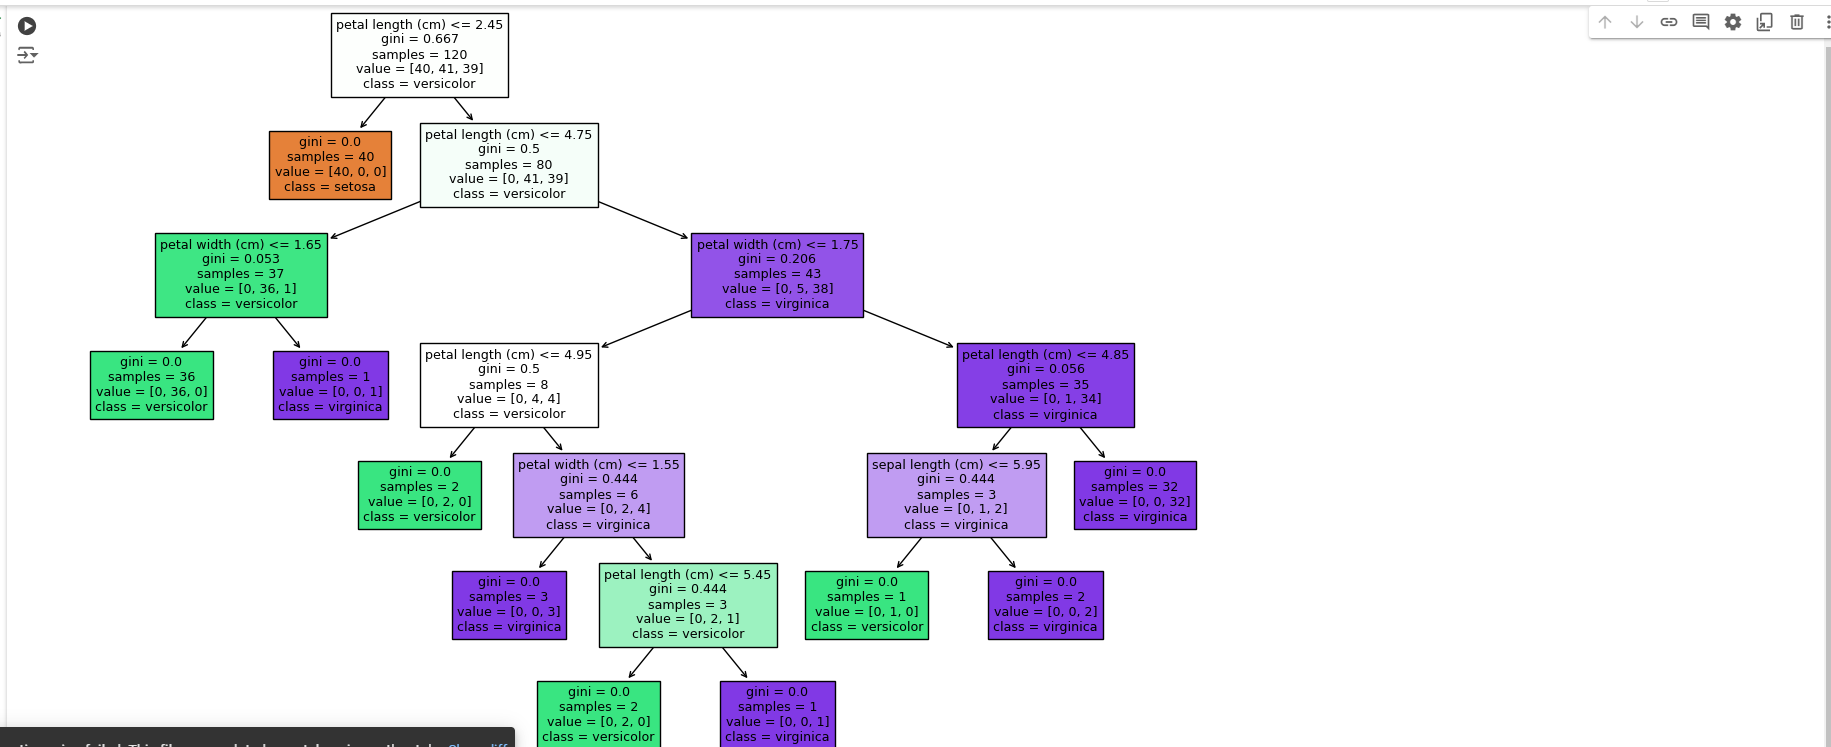 petal length (cm) <= 2.45
gini = 0.667
samples = 120
value = [40, 41, 39]
class = versicolor
gini = 0.0
samples = 40
value = [40, 0, 0]
class = setosa
petal length (cm) <= 4.75
gini = 0.5
samples = 80
value = [0, 41, 39]
class = versicolor
petal width (cm) <= 1.65
gini = 0.053
samples = 37
value = [0, 36, 1]
class = versicolor
petal width (cm) <= 1.75
gini = 0.206
samples = 43
value = [0, 5, 38]
class = virginica
gini = 0.0
samples = 36
value = [0, 36, 0]
class = versicolor
gini = 0.0
samples = 1
value = [0, 0, 1]
class = virginica
petal length (cm) <= 4.95
gini = 0.5
samples = 8
value = [0, 4, 4]
class = versicolor
petal length (cm) <= 4.85
gini = 0.056
samples = 35
value = [0, 1, 34]
class = virginica
gini = 0.0
samples = 2
value = [0, 2, 0]
class = versicolor
petal width (cm) <= 1.55
gini = 0.444
samples = 6
value = [0, 2, 4]
class = virginica
sepal length (cm) <= 5.95
gini = 0.444
samples = 3
value = [0, 1, 2]
class = virginica
gini = 0.0
samples = 32
value = [0, 0, 32]
class = virginica
gini = 0.0
samples = 3
value = [0, 0, 3]
class = virginica
petal length (cm) <= 5.45
gini = 0.444
samples = 3
value = [0, 2, 1]
class = versicolor
gini = 0.0
samples = 1
value = [0, 1, 0]
class = versicolor
gini = 0.0
samples = 2
value = [0, 0, 2]
class = virginica
gini = 0.0
samples = 2
value = [0, 2, 0]
class = versicolor
gini = 0.0
samples = 1
value = [0, 0, 1]
class = virginica